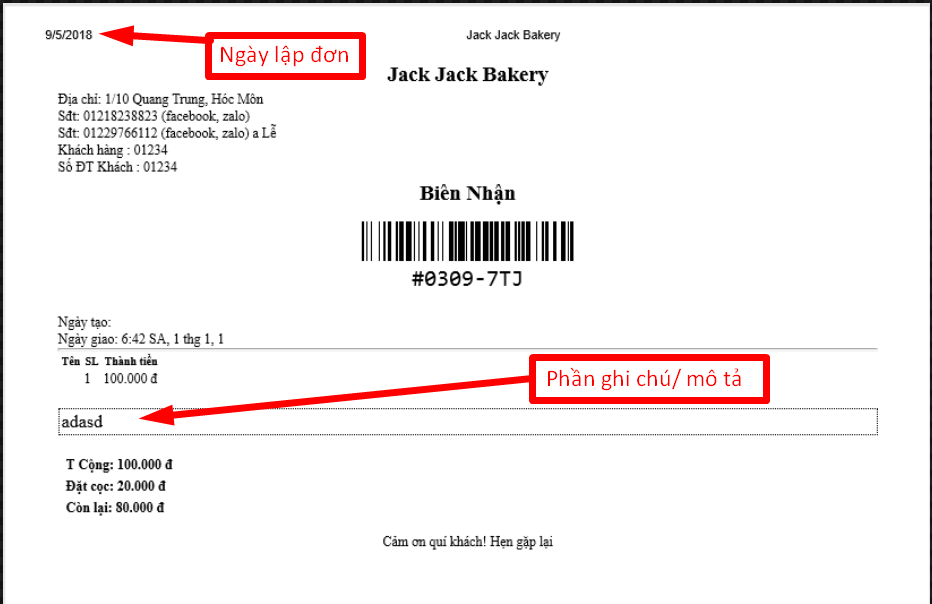 9/5/2018
Jack Jack Bakery
Ngày lập đơn
Jack Jack Bakery
Địa chỉ: 1/10 Quang Trung, Hóc Môn
Sđt: 01218238823 (facebook, zalo)
Sđt: 01229766112 (facebook, zalo) a Lễ
Khách hàng : 01234
Số ĐT Khách : 01234
Biên Nhận
#0309-7TJ
Ngày tạo:
Ngày giao: 6:42 SA, 1 thg 1, 1
Tên SL Thành tiền
1 100.000 đ
Phần ghi chú/ mô tả
adasd
T Cộng: 100.000 đ
Đặt cọc: 20.000 đ
Còn lại: 80.000 đ
Cảm ơn quí khách! Hẹn gặp lại